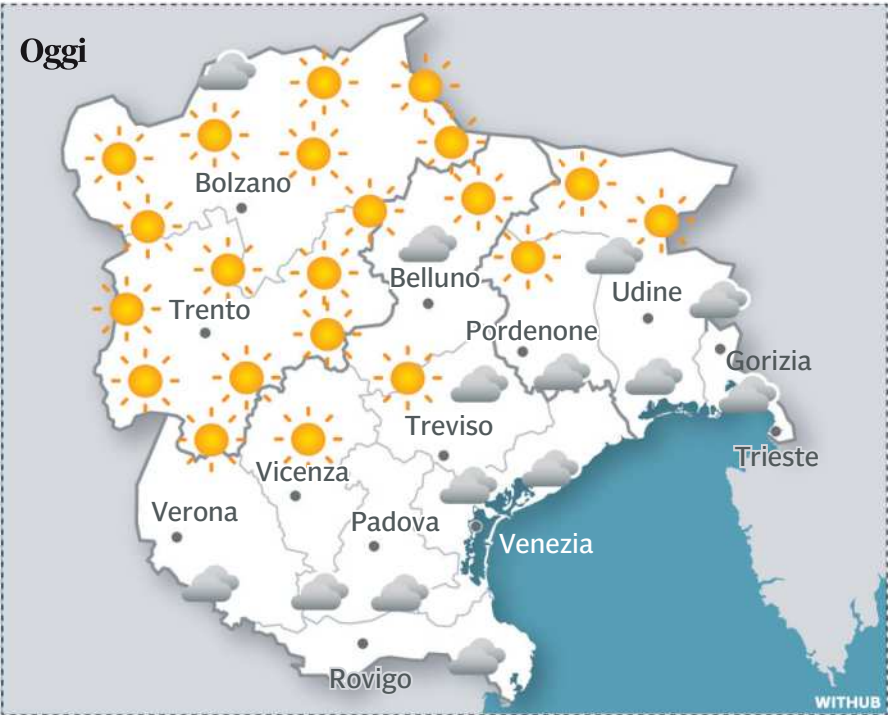 Oggi
Bolzano
Belluno
Udine
Trento
Pordenone
Gorizia
Treviso
Trieste
Vicenza
Verona
Padova
Venezia
Rovigo
WITHUB